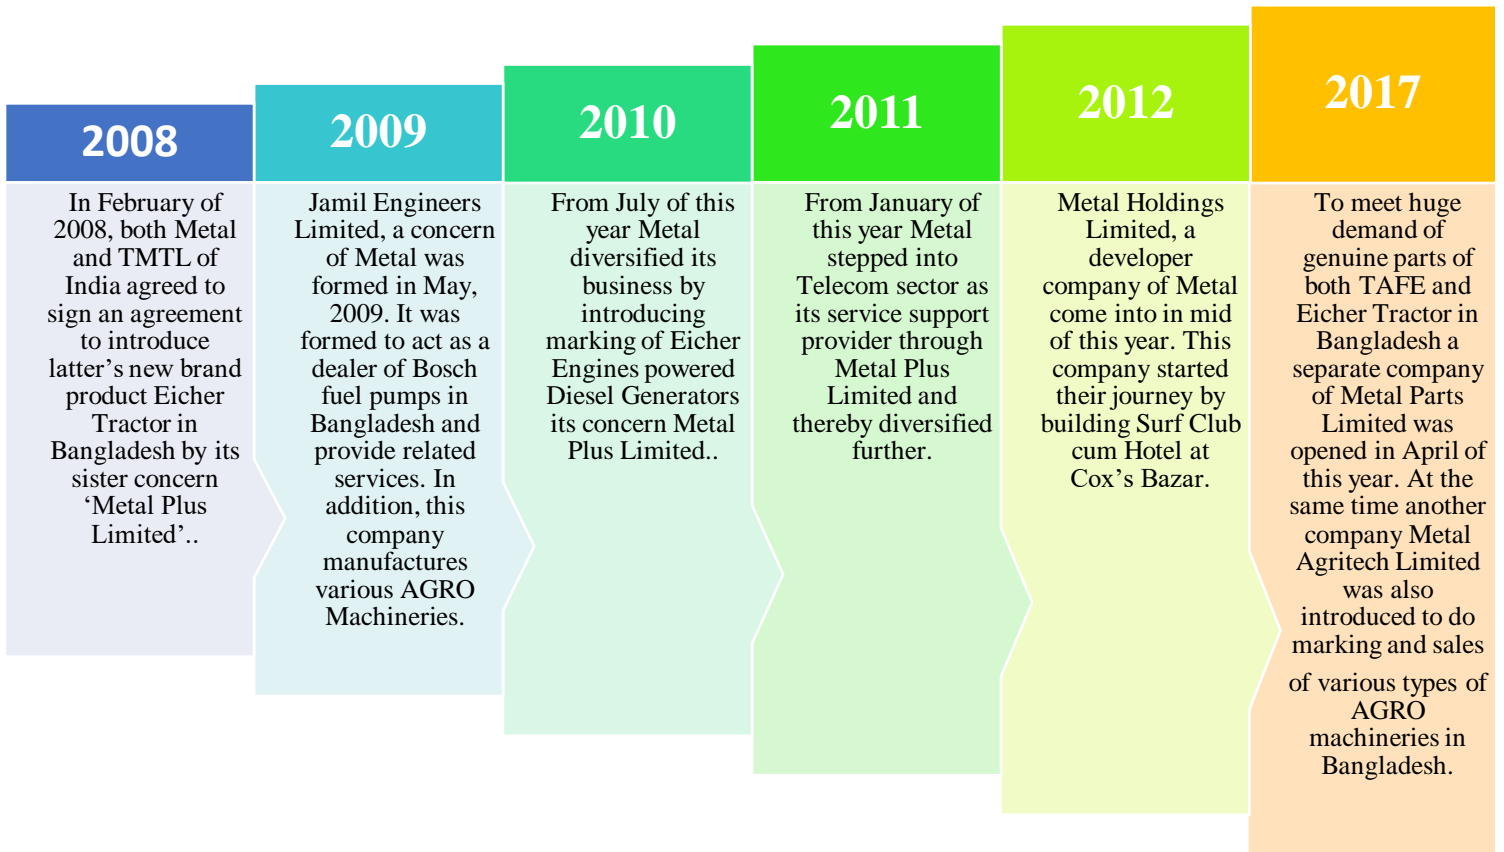 2008
In February of
2008, both Metal
and TMTL of
India agreed to
sign an agreement
to introduce
latter's new brand
product Eicher
Tractor in
Bangladesh by its
sister concern
‘Metal Plus
Limited’..
2009
Jamil Engineers
Limited, a concern
of Metal was
formed in May,
2009. It was
formed to act as a
dealer of Bosch
fuel pumps in
Bangladesh and
provide related
services. In
addition, this
company
manufactures
various AGRO
Machineries.
2010
From July of this
year Metal
diversified its
business by
introducing
marking of Eicher
Engines powered
Diesel Generators
its concern Metal
Plus Limited..
2011
From January of
this year Metal
stepped into
Telecom sector as
its service support
provider through
Metal Plus
Limited and
thereby diversified
further.
2012
Metal Holdings
Limited, a
developer
company of Metal
come into in mid
of this year. This
company started
their journey by
building Surf Club
cum Hotel at
Cox’s Bazar.
2017
To meet huge
demand of
genuine parts of
both TAFE and
Eicher Tractor in
Bangladesh a
separate company
of Metal Parts
Limited was
opened in April of
this year. At the
same time another
company Metal
Agritech Limited
was also
introduced to do
marking and sales
of various types of
AGRO
machineries in
Bangladesh.